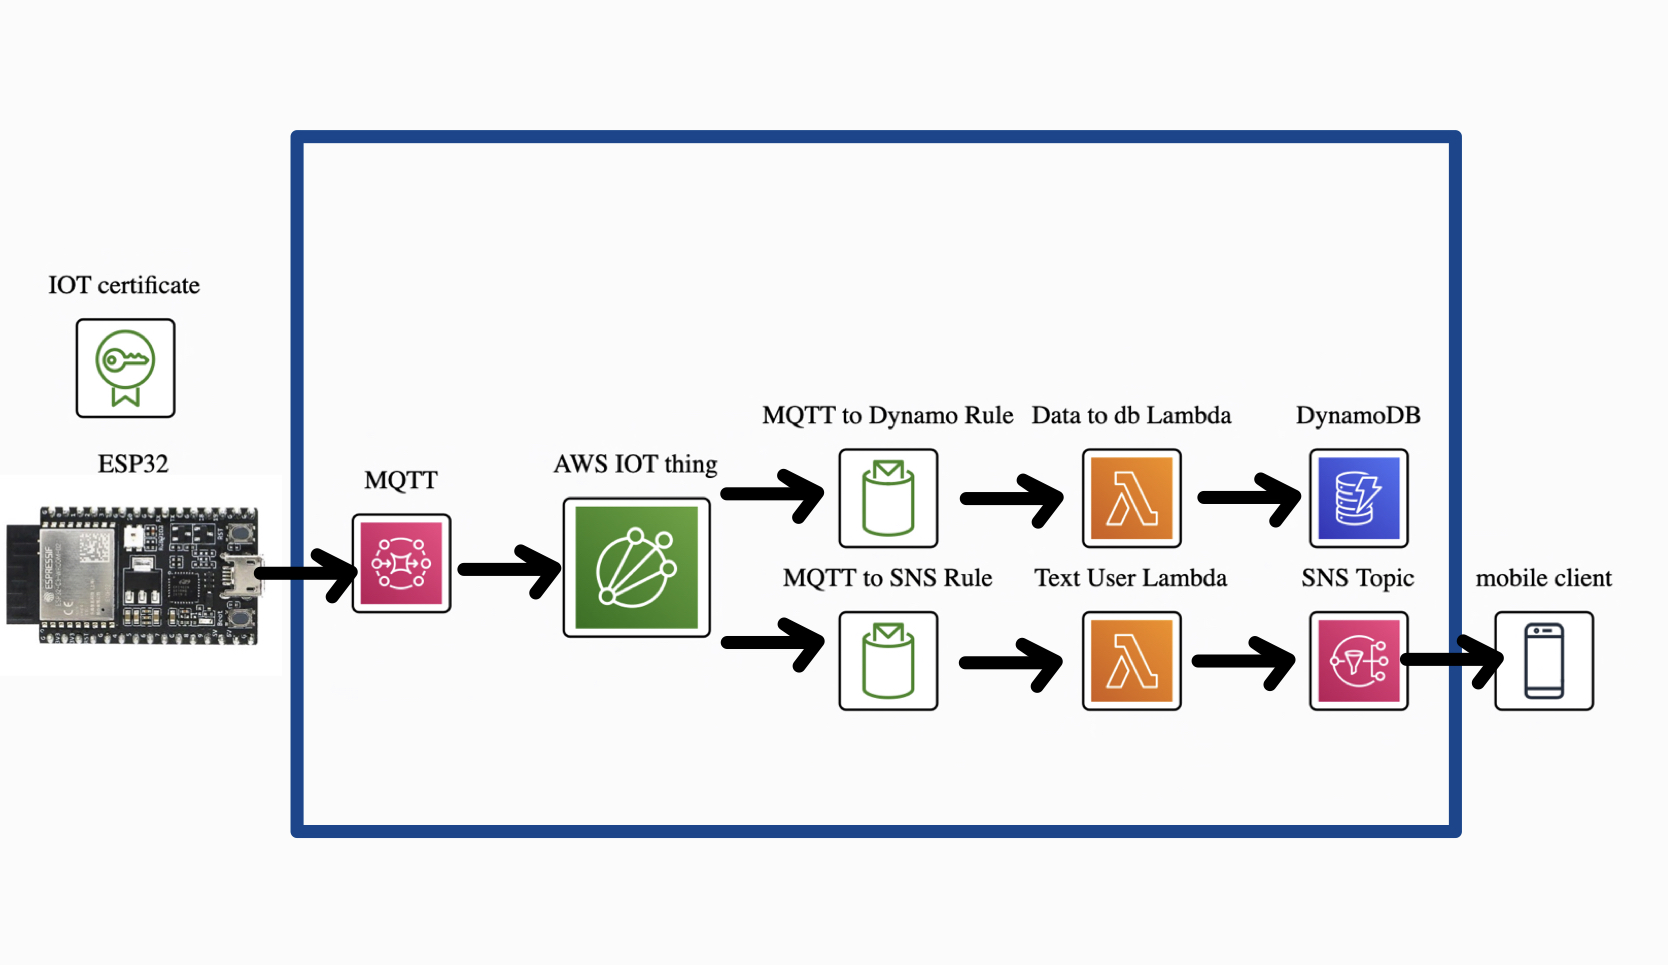 IOT certificate
ESP32
MQTT
AWS IOT thing
MQTT to Dynamo Rule
Data to db Lambda
DynamoDB
MQTT to SNS Rule
Text User Lambda
SNS Topic
mobile client
ESPRESSIF